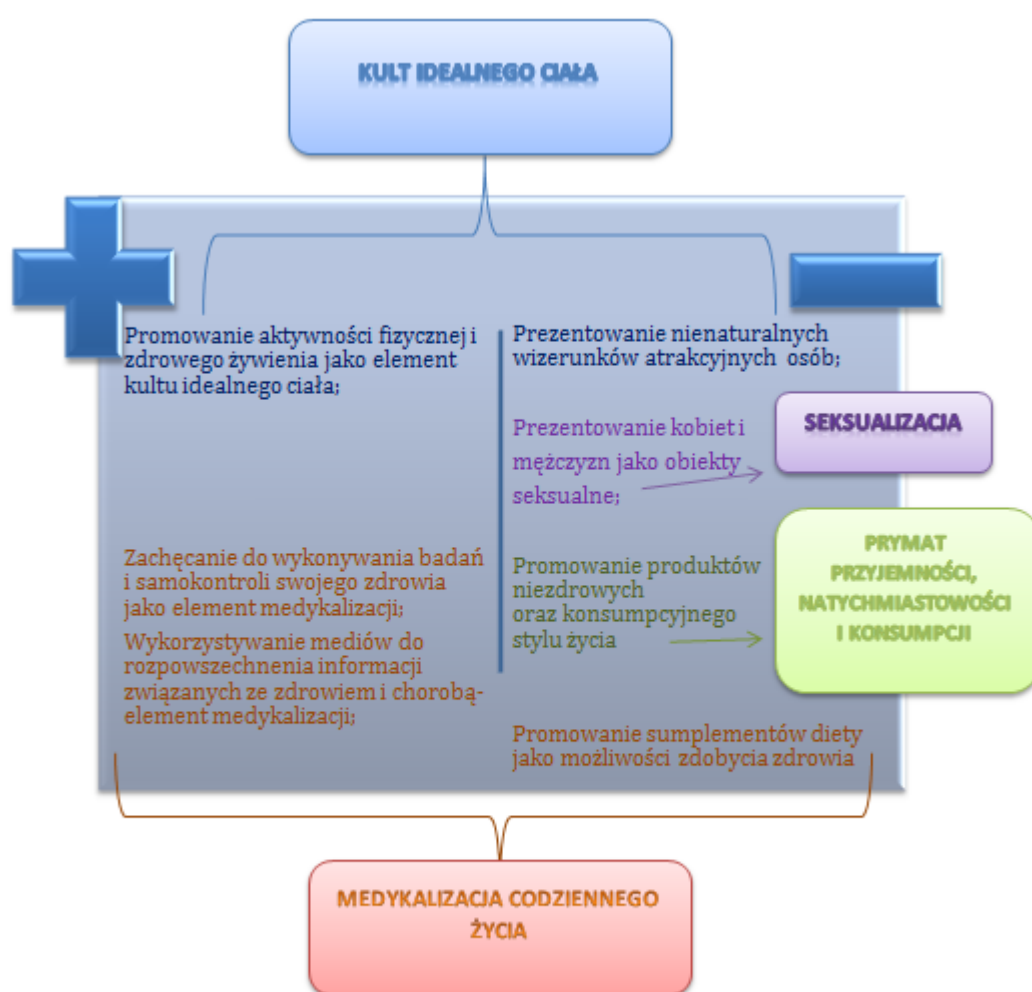 KULT IDEALNEGO CIAŁA
Promowanie aktywności fizycznej i
zdrowego żywienia jako element
kultu idealnego ciała;
Zachęcanie do wykonywania badań
i samokontroli swojego zdrowia
jako element medykalizacji;
Wykorzystywanie mediów do
rozpowszechnienia informacji
związanych ze zdrowiem i chorobą-
element medykalizacji;
Prezentowanie nienaturalnych
wizerunków atrakcyjnych osób;
Prezentowanie kobiet i
mężczyzn jako obiekty
seksualne;
SEKSUALIZACJA
Promowanie produktów
niezdrowych
oraz konsumpcyjnego
stylu życia
PRYMAT
PRZYJEMNOŚCI,
NATYCHMIASTOWOŚCI
I KONSUMPCJI
Promowanie sumplementów diety
jako możliwości zdobycia zdrowia
MEDYKALIZACJA CODZIENNEGO
ŻYCIA